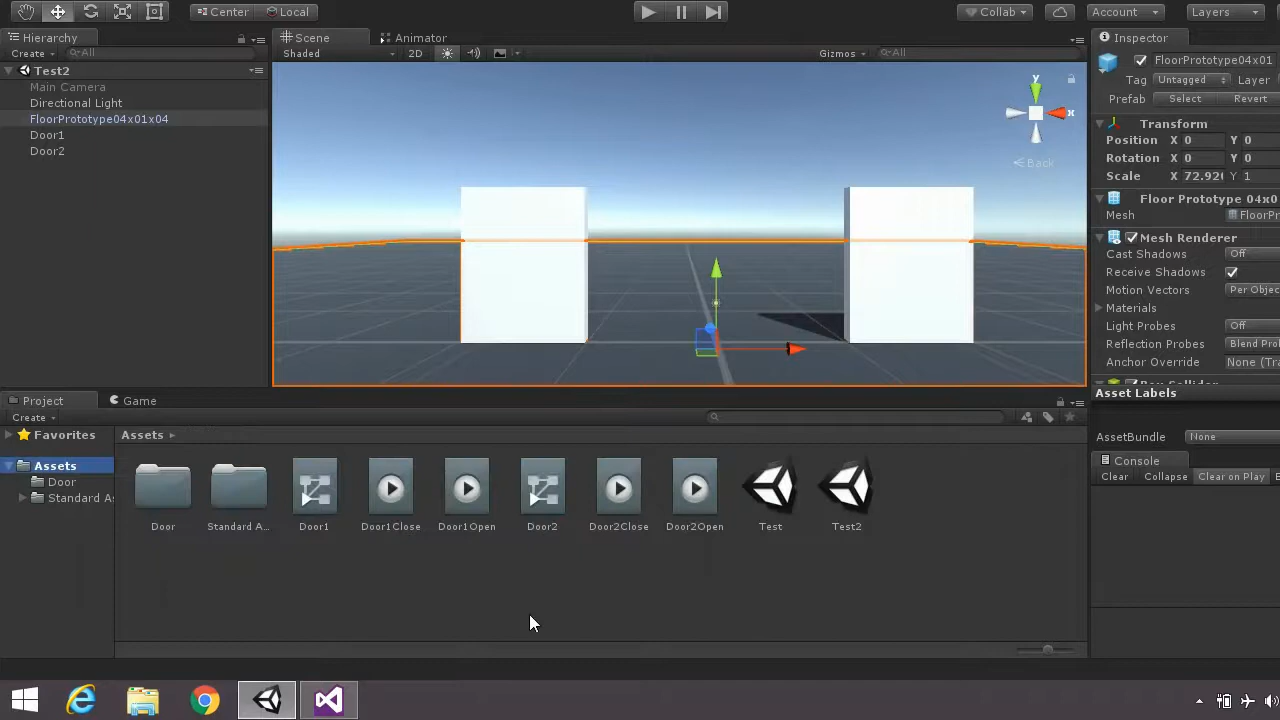 Center Local Collab Account Layers
Hierarchy Scene Animator Inspector
Create All Shaded 2D Gizmos All
FloorPrototype04x01
Test2
Main Camera
Directional Light
FloorPrototype04x01x04
Door1
Door2
y
x
Back
Tag Untagged Layer
Prefab Select Revert
Transform
Position X 0 Y 0
Rotation X 0 Y 0
Scale X 72.92 Y 1
Floor Prototype 04x0
Mesh FloorPr
Mesh Renderer
Cast Shadows Off
Receive Shadows
Motion Vectors Per Objec
Materials
Light Probes Off
Reflection Probes Blend Prob
Anchor Override None (Tra
Box Collider
Asset Labels
AssetBundle None
Console
Clear Collapse Clear on Play E
Project Game
Create
Favorites
Assets
Door
Standard As
Assets
Door Standard A... Door1 Door1Close Door1Open Door2 Door2Close Door2Open Test Test2